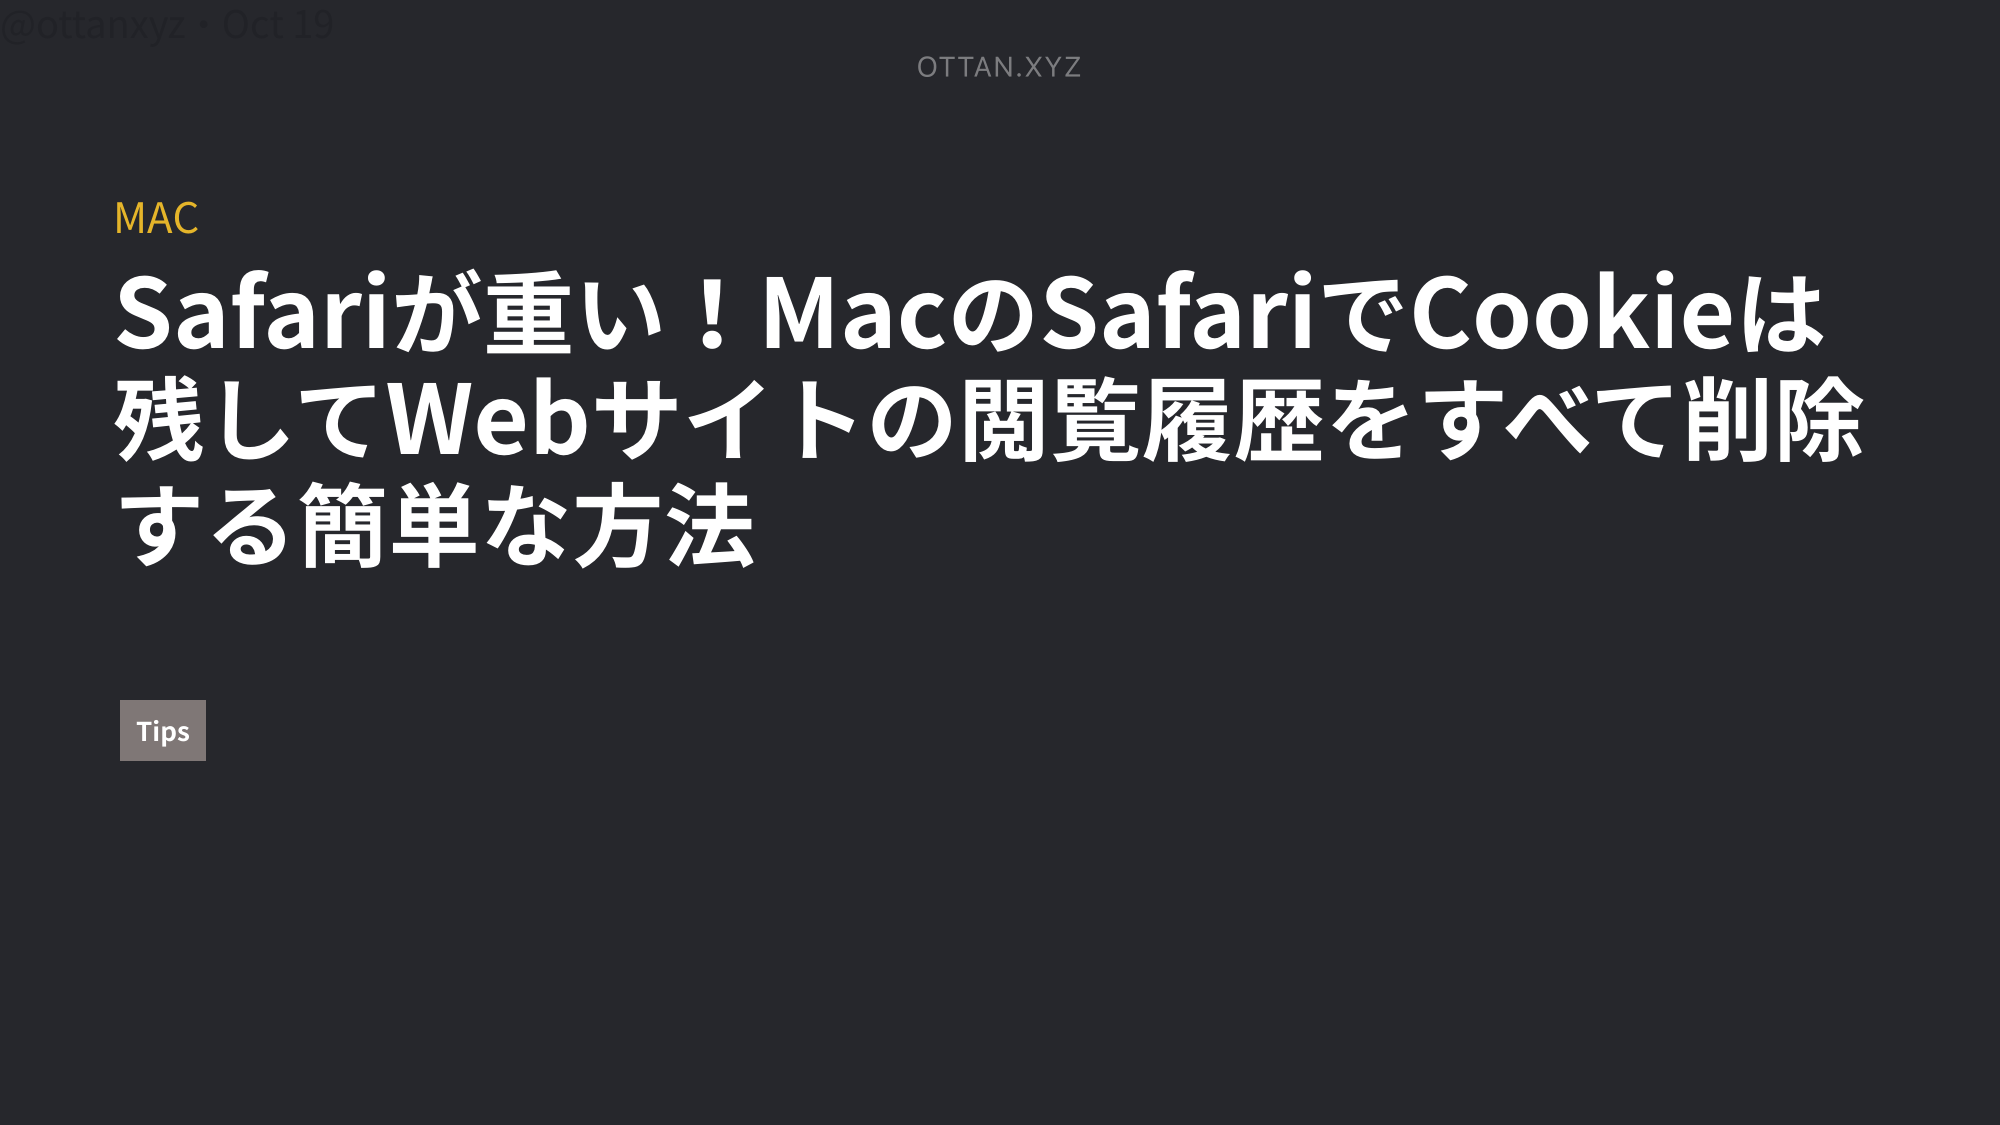 @ottanxyz・Oct 19
OTTAN.XYZ
MAC
Safariが重い！MacのSafariでCookieは
残してWebサイトの閲覧履歴をすべて削除
する簡単な方法
Tips